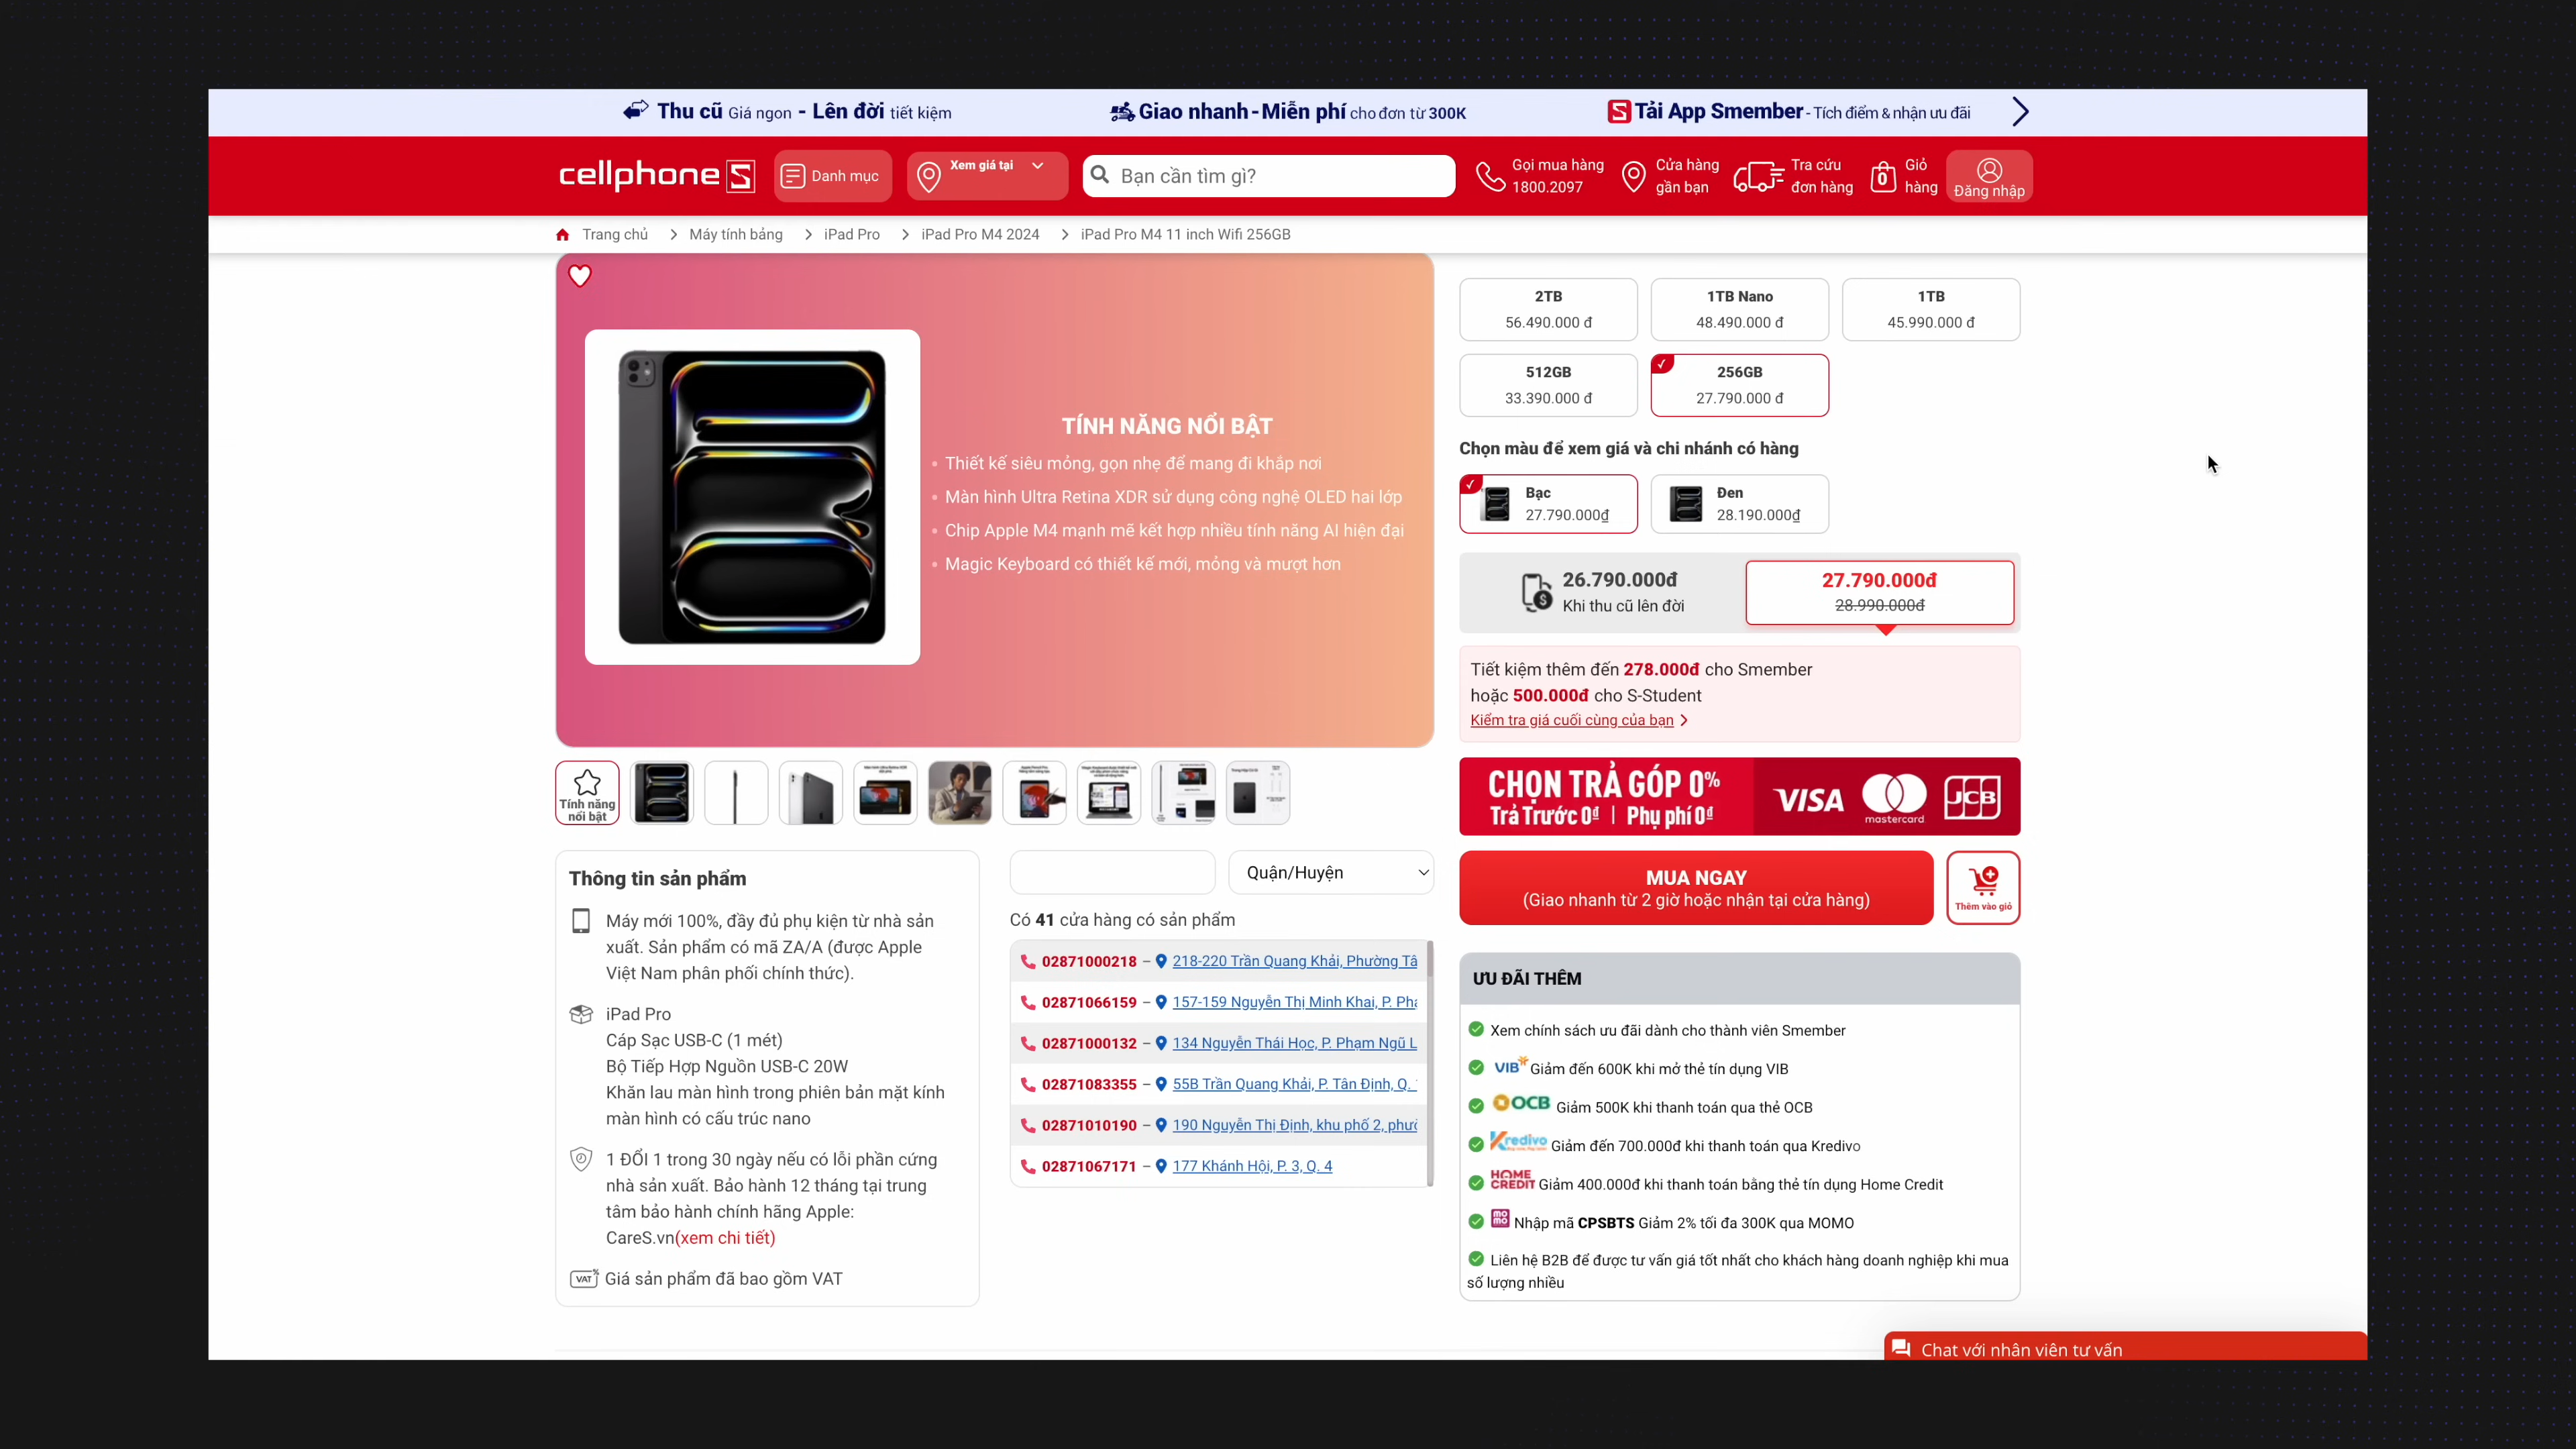 Thu cũ Giá ngon - Lên đời tiết kiệm
Giao nhanh - Miễn phí cho đơn từ 300K
Tải App Smember - Tích điểm & nhận ưu đãi
cellphoneS
Danh mục
Xem giá tại
Bạn cần tìm gì?
Gọi mua hàng
1800.2097
Cửa hàng
gần bạn
Tra cứu
đơn hàng
0
Giỏ
hàng
Đăng nhập
Trang chủ
Máy tính bảng
iPad Pro
iPad Pro M4 2024
iPad Pro M4 11 inch Wifi 256GB
TÍNH NĂNG NỔI BẬT
Thiết kế siêu mỏng, gọn nhẹ để mang đi khắp nơi
Màn hình Ultra Retina XDR sử dụng công nghệ OLED hai lớp
Chip Apple M4 mạnh mẽ kết hợp nhiều tính năng AI hiện đại
Magic Keyboard có thiết kế mới, mỏng và mượt hơn
Tính năng
nổi bật
Thông tin sản phẩm
Máy mới 100%, đầy đủ phụ kiện từ nhà sản
xuất. Sản phẩm có mã ZA/A (được Apple
Việt Nam phân phối chính thức).
iPad Pro
Cáp Sạc USB-C (1 mét)
Bộ Tiếp Hợp Nguồn USB-C 20W
Khăn lau màn hình trong phiên bản mặt kính
màn hình có cấu trúc nano
1 ĐỔI 1 trong 30 ngày nếu có lỗi phần cứng
nhà sản xuất. Bảo hành 12 tháng tại trung
tâm bảo hành chính hãng Apple:
CareS.vn(xem chi tiết)
VAT Giá sản phẩm đã bao gồm VAT
Quận/Huyện
Có 41 cửa hàng có sản phẩm
02871000218 – 218-220 Trần Quang Khải, Phường Tâ
02871066159 – 157-159 Nguyễn Thị Minh Khai, P. Phạ
02871000132 – 134 Nguyễn Thái Học, P. Phạm Ngũ L
02871083355 – 55B Trần Quang Khải, P. Tân Định, Q. 1
02871010190 – 190 Nguyễn Thị Định, khu phố 2, phườ
02871067171 – 177 Khánh Hội, P. 3, Q. 4
2TB
56.490.000 đ
1TB Nano
48.490.000 đ
1TB
45.990.000 đ
512GB
33.390.000 đ
256GB
27.790.000 đ
Chọn màu để xem giá và chi nhánh có hàng
Bạc
27.790.000₫
Đen
28.190.000₫
26.790.000đ
Khi thu cũ lên đời
27.790.000đ
28.990.000đ
Tiết kiệm thêm đến 278.000đ cho Smember
hoặc 500.000đ cho S-Student
Kiểm tra giá cuối cùng của bạn
CHỌN TRẢ GÓP 0%
Trả Trước 0đ | Phụ phí 0đ
VISA
mastercard
JCB
MUA NGAY
(Giao nhanh từ 2 giờ hoặc nhận tại cửa hàng)
Thêm vào giỏ
ƯU ĐÃI THÊM
Xem chính sách ưu đãi dành cho thành viên Smember
VIB Giảm đến 600K khi mở thẻ tín dụng VIB
OCB Giảm 500K khi thanh toán qua thẻ OCB
Kredivo Giảm đến 700.000đ khi thanh toán qua Kredivo
HOME CREDIT Giảm 400.000đ khi thanh toán bằng thẻ tín dụng Home Credit
momo Nhập mã CPSBTS Giảm 2% tối đa 300K qua MOMO
Liên hệ B2B để được tư vấn giá tốt nhất cho khách hàng doanh nghiệp khi mua
số lượng nhiều
Chat với nhân viên tư vấn